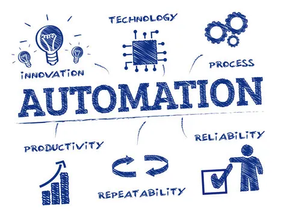 TECHNOLOGY
INNOVATION
PROCESS
AUTOMATION
PRODUCTIVITY
RELIABILITY
REPEATABILITY